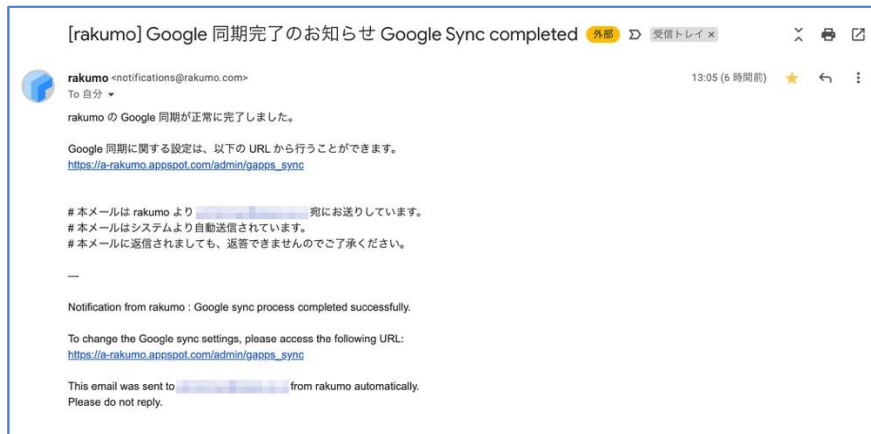 [rakumo] Google 同期完了のお知らせ Google Sync completed 外部 受信トレイ ×
rakumo <notifications@rakumo.com> 13:05 (6 時間前)
To 自分
rakumo の Google 同期が正常に完了しました。
Google 同期に関する設定は、以下の URL から行うことができます。
https://a-rakumo.appspot.com/admin/gapps_sync
# 本メールは rakumo より 宛にお送りしています。
# 本メールはシステムより自動送信されています。
# 本メールに返信されましても、返答できませんのでご了承ください。
---
Notification from rakumo : Google sync process completed successfully.
To change the Google sync settings, please access the following URL:
https://a-rakumo.appspot.com/admin/gapps_sync
This email was sent to from rakumo automatically.
Please do not reply.